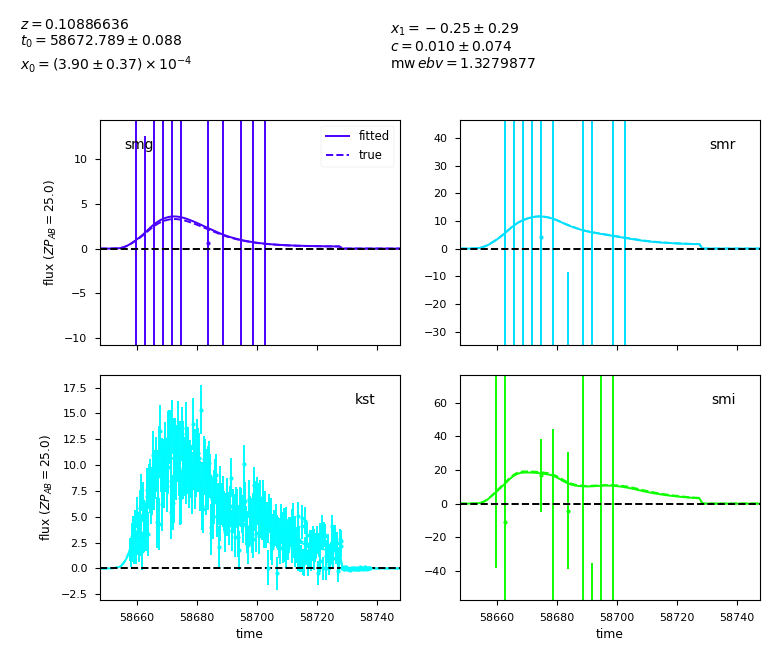 z = 0.10886636
t₀ = 58672.789 ± 0.088
x₀ = (3.90 ± 0.37) × 10⁻⁴
x₁ = −0.25 ± 0.29
c = 0.010 ± 0.074
mw ebv = 1.3279877
smg
fitted
true
10
5
0
−5
−10
flux (ZP_AB = 25.0)
smr
40
30
20
10
0
−10
−20
−30
kst
17.5
15.0
12.5
10.0
7.5
5.0
2.5
0.0
−2.5
flux (ZP_AB = 25.0)
58660 58680 58700 58720 58740
time
smi
60
40
20
0
−20
−40
58660 58680 58700 58720 58740
time